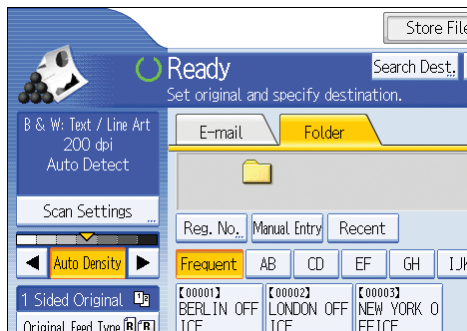 Store File
Ready
Search Dest.
Set original and specify destination.
B & W: Text / Line Art
200 dpi
Auto Detect
E-mail
Folder
Scan Settings
Reg. No.
Manual Entry
Recent
Auto Density
Frequent
AB
CD
EF
GH
IJK
1 Sided Original
[00001]
BERLIN OFF
ICE
[00002]
LONDON OFF
ICE
[00003]
NEW YORK O
FFICE
Original Feed Type